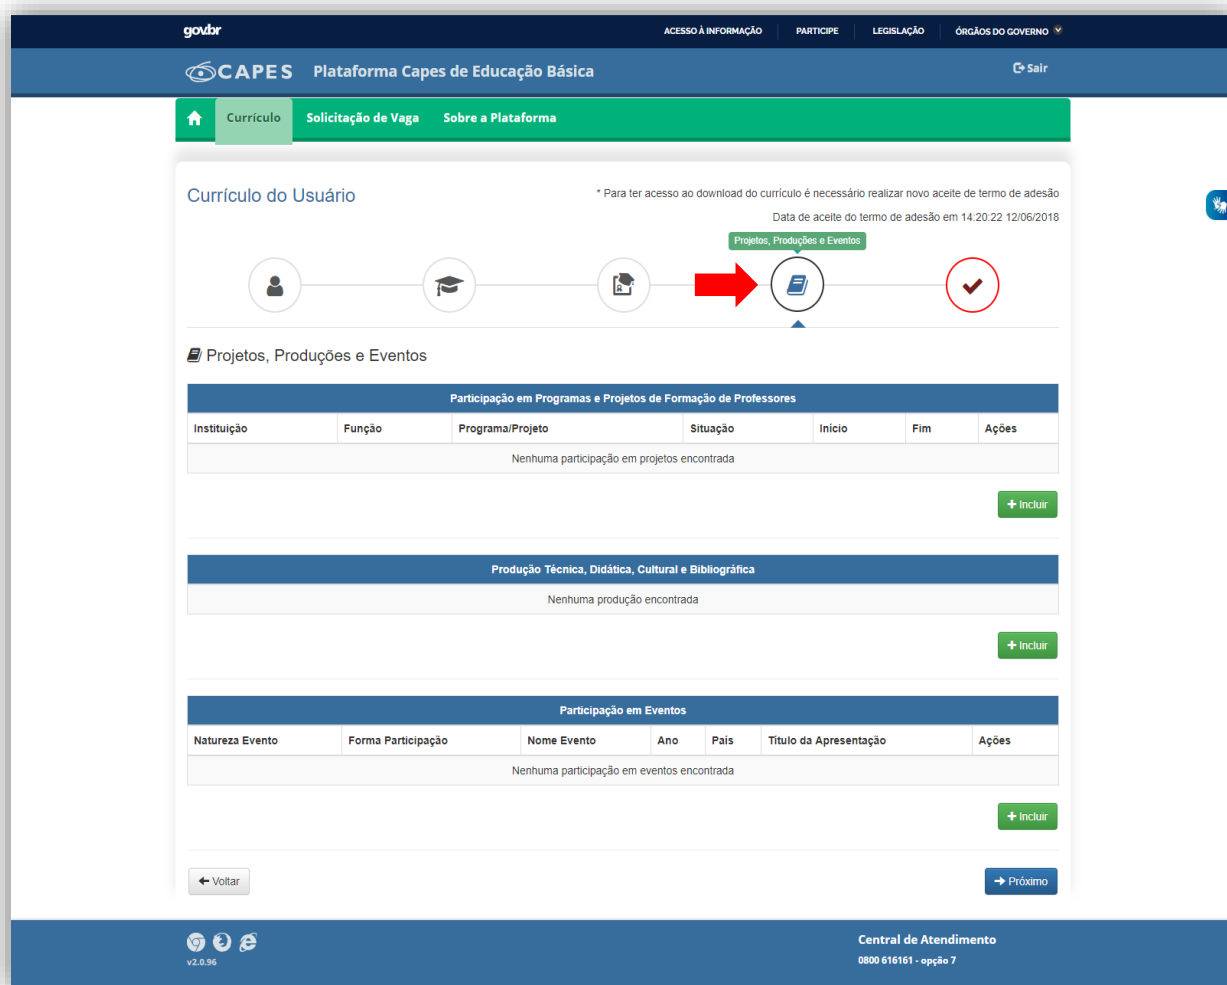 gov.br
ACESSO À INFORMAÇÃO PARTICIPE LEGISLAÇÃO ÓRGÃOS DO GOVERNO
CAPES Plataforma Capes de Educação Básica Sair
Currículo Solicitação de Vaga Sobre a Plataforma
Currículo do Usuário
* Para ter acesso ao download do currículo é necessário realizar novo aceite de termo de adesão
Data de aceite do termo de adesão em 14:20:22 12/06/2018
Projetos, Produções e Eventos
Projetos, Produções e Eventos
Participação em Programas e Projetos de Formação de Professores
Instituição Função Programa/Projeto Situação Início Fim Ações
Nenhuma participação em projetos encontrada
+ Incluir
Produção Técnica, Didática, Cultural e Bibliográfica
Nenhuma produção encontrada
+ Incluir
Participação em Eventos
Natureza Evento Forma Participação Nome Evento Ano País Título da Apresentação Ações
Nenhuma participação em eventos encontrada
+ Incluir
Voltar Próximo
v2.0.96
Central de Atendimento
0800 616161 - opção 7